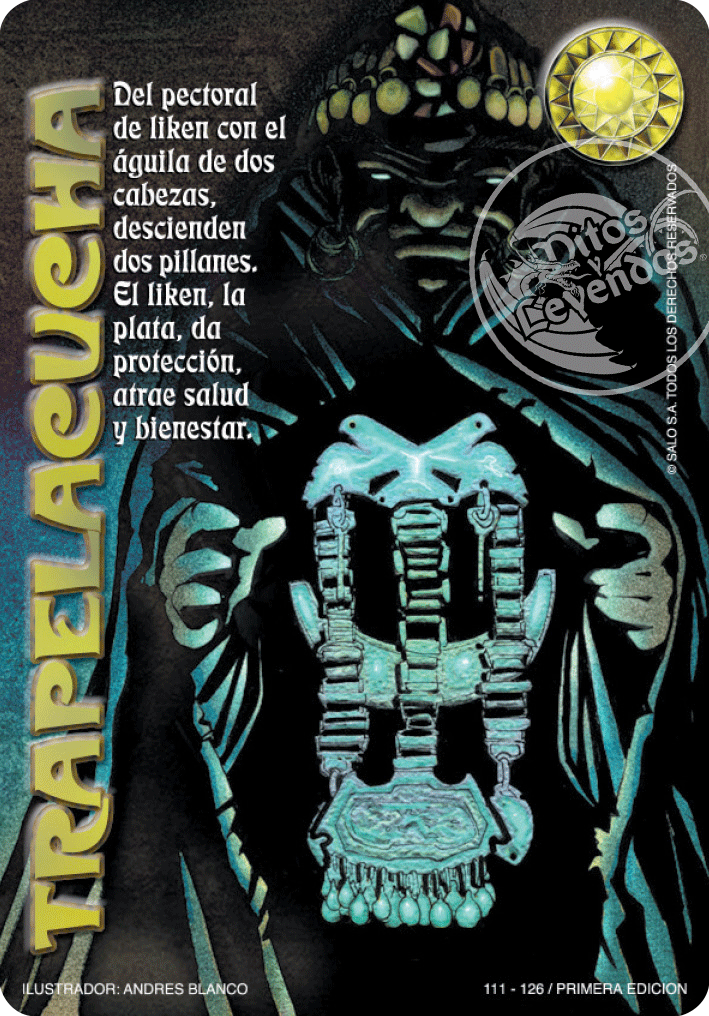 TRAPELACUCHA
Del pectoral
de liken con el
águila de dos
cabezas,
descienden
dos pillanes.
El liken, la
plata, da
protección,
atrae salud
y bienestar.
Mitos
y
Leyendas
®
© SALO S.A. TODOS LOS DERECHOS RESERVADOS
ILUSTRADOR: ANDRES BLANCO
111 - 126 / PRIMERA EDICION